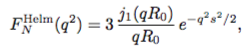 F_N^{Helm}(q^2) = 3 \frac{j_1(qR_0)}{qR_0} e^{-q^2 s^2/2},